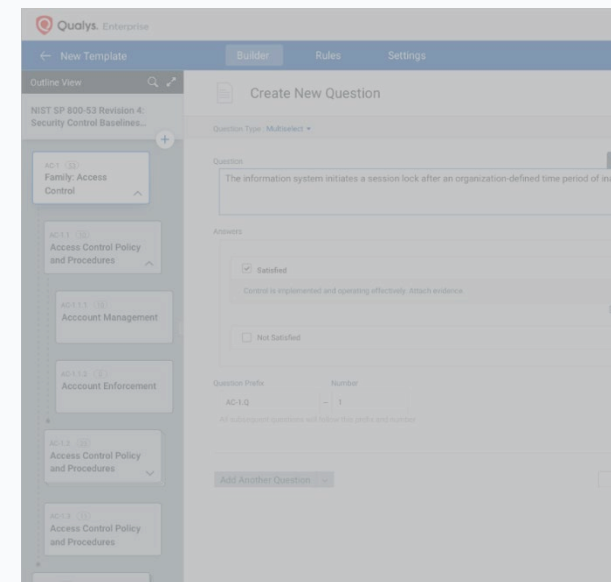 Qualys. Enterprise
← New Template
Builder Rules Settings
Outline View
Create New Question
NIST SP 800-53 Revision 4:
Security Control Baselines...
Question Type: Multiselect
AC-1
Family: Access
Control
Question
The information system initiates a session lock after an organization-defined time period of in
Answers
AC-1.1
Access Control Policy
and Procedures
Satisfied
Control is implemented and operating effectively. Attach evidence.
AC-1.1.1
Acccount Management
Not Satisfied
AC-1.1.2
Acccount Enforcement
Question Prefix Number
AC-1.Q – 1
All subsequent questions will follow this prefix and number.
AC-1.2
Access Control Policy
and Procedures
Add Another Question
AC-1.3
Access Control Policy
and Procedures